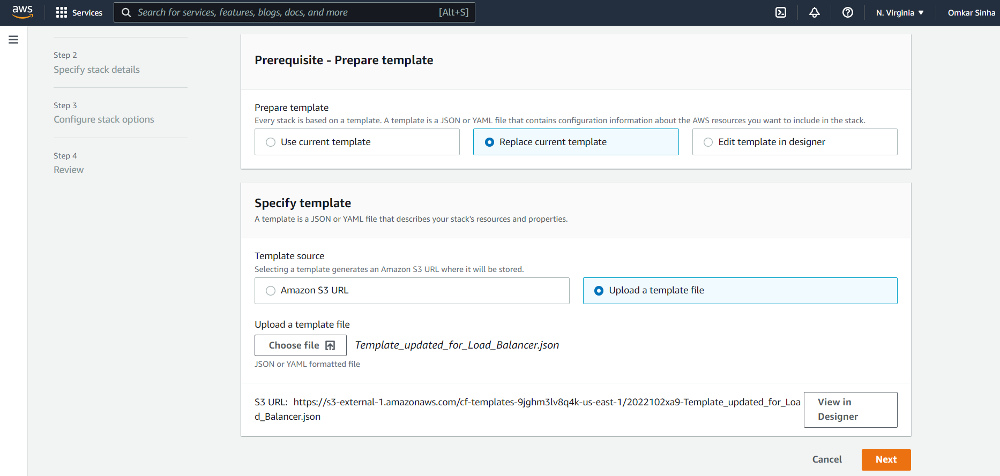 aws
Services
Search for services, features, blogs, docs, and more
[Alt+S]
N. Virginia
Omkar Sinha
Step 2
Specify stack details
Step 3
Configure stack options
Step 4
Review
Prerequisite - Prepare template
Prepare template
Every stack is based on a template. A template is a JSON or YAML file that contains configuration information about the AWS resources you want to include in the stack.
Use current template
Replace current template
Edit template in designer
Specify template
A template is a JSON or YAML file that describes your stack's resources and properties.
Template source
Selecting a template generates an Amazon S3 URL where it will be stored.
Amazon S3 URL
Upload a template file
Upload a template file
Choose file
Template_updated_for_Load_Balancer.json
JSON or YAML formatted file
S3 URL: https://s3-external-1.amazonaws.com/cf-templates-9jghm3lv8q4k-us-east-1/2022102xa9-Template_updated_for_Loa
d_Balancer.json
View in
Designer
Cancel
Next